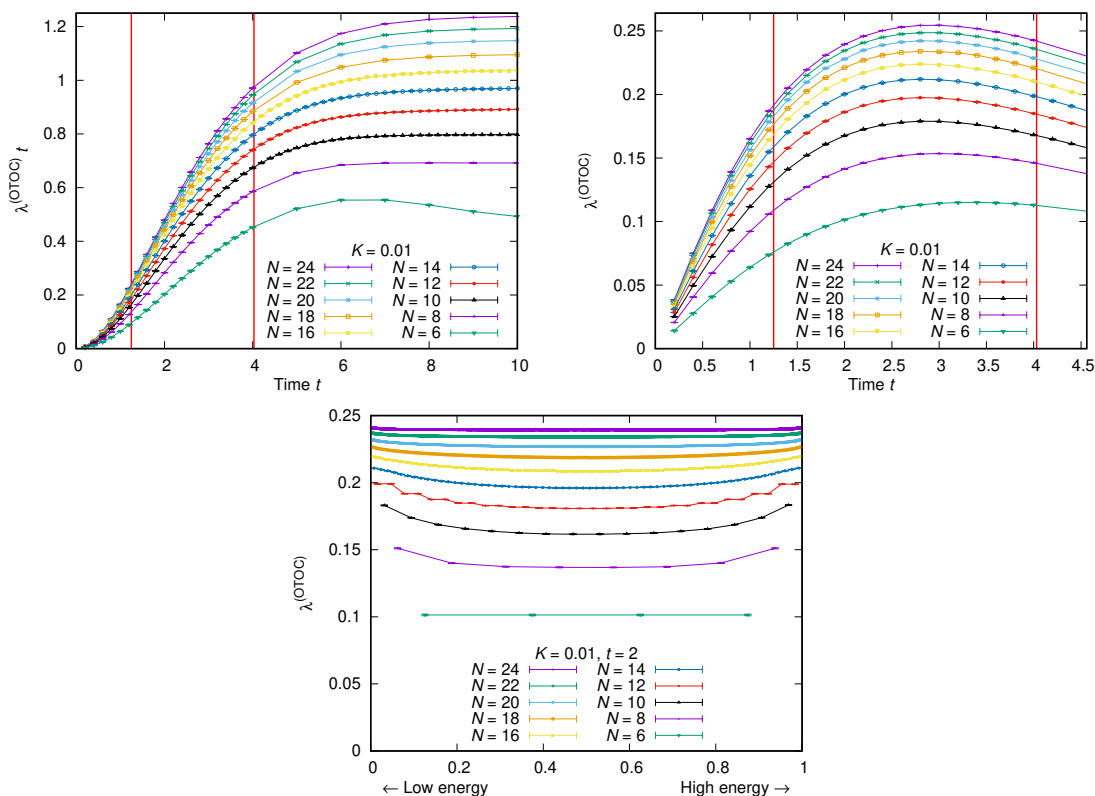 1.2
1
0.8
0.6
0.4
0.2
0
λ(OTOC) t
K = 0.01
N = 24 N = 14
N = 22 N = 12
N = 20 N = 10
N = 18 N = 8
N = 16 N = 6
0 2 4 6 8 10
Time t
0.25
0.2
0.15
0.1
0.05
0
λ(OTOC)
K = 0.01
N = 24 N = 14
N = 22 N = 12
N = 20 N = 10
N = 18 N = 8
N = 16 N = 6
0 0.5 1 1.5 2 2.5 3 3.5 4 4.5
Time t
0.25
0.2
0.15
0.1
0.05
0
λ(OTOC)
K = 0.01, t = 2
N = 24 N = 14
N = 22 N = 12
N = 20 N = 10
N = 18 N = 8
N = 16 N = 6
0 0.2 0.4 0.6 0.8 1
← Low energy High energy →